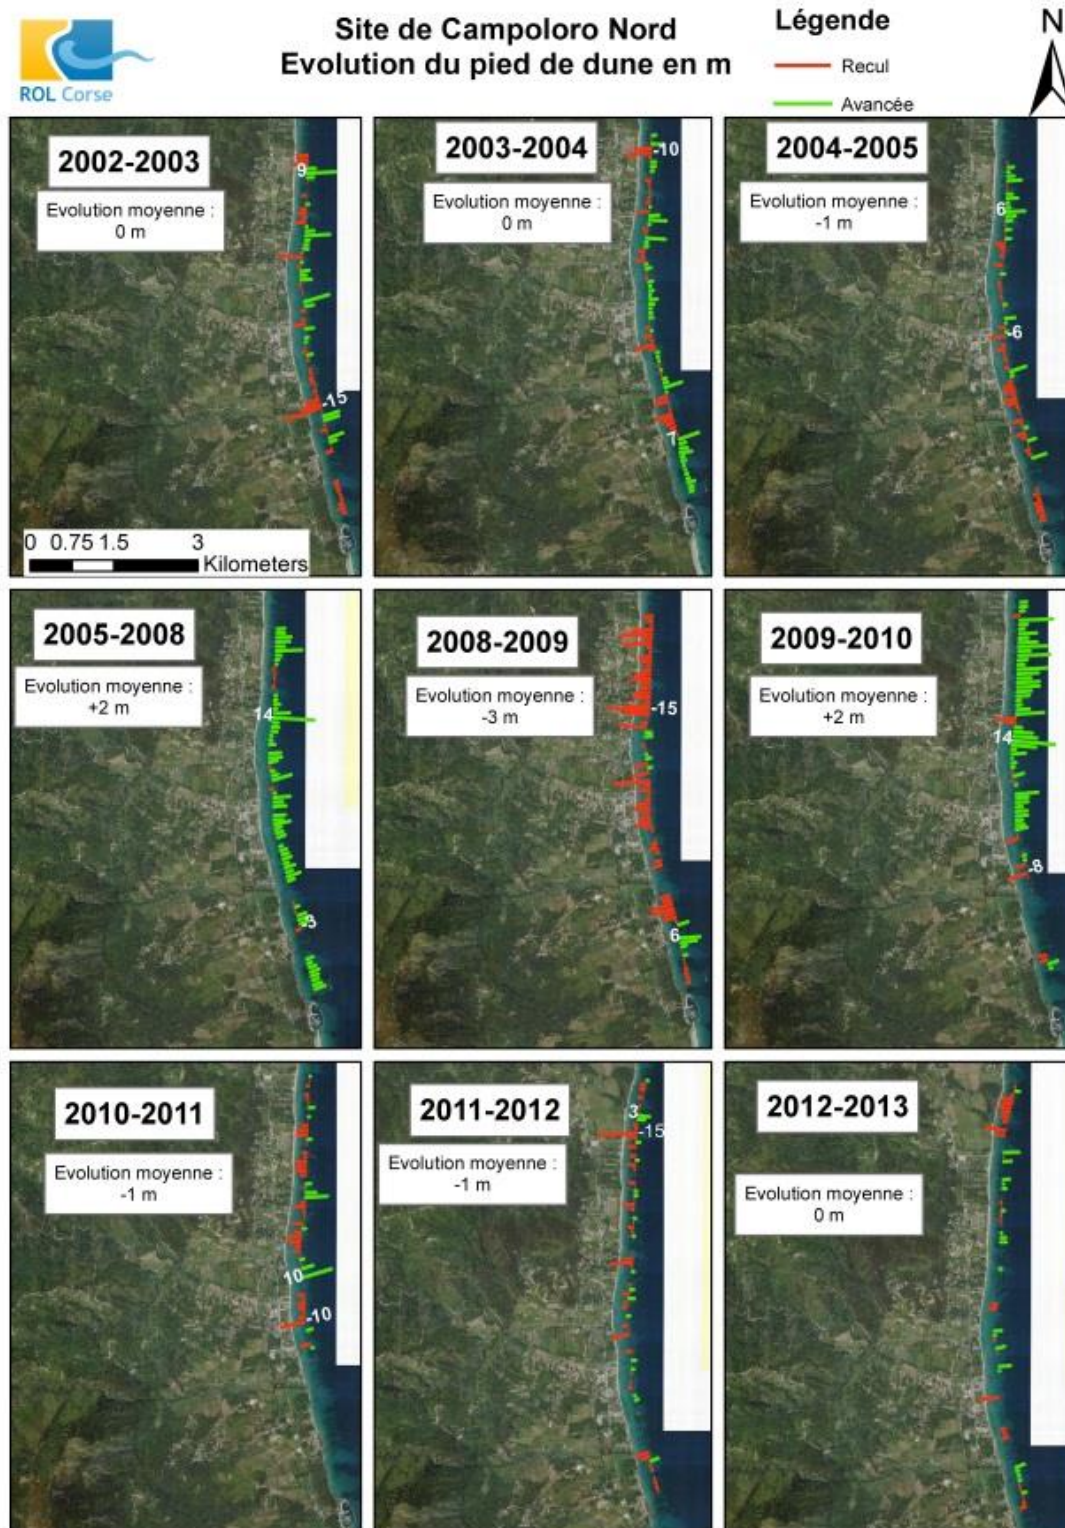 ROL Corse
Site de Campoloro Nord
Evolution du pied de dune en m
Légende
Recul
Avancée
N
2002-2003
Evolution moyenne :
0 m
9
-15
0 0.75 1.5 3
Kilometers
2003-2004
Evolution moyenne :
0 m
-10
7
2004-2005
Evolution moyenne :
-1 m
6
-6
2005-2008
Evolution moyenne :
+2 m
14
-3
2008-2009
Evolution moyenne :
-3 m
-15
6
2009-2010
Evolution moyenne :
+2 m
14
-8
2010-2011
Evolution moyenne :
-1 m
10
-10
2011-2012
Evolution moyenne :
-1 m
3
-15
2012-2013
Evolution moyenne :
0 m